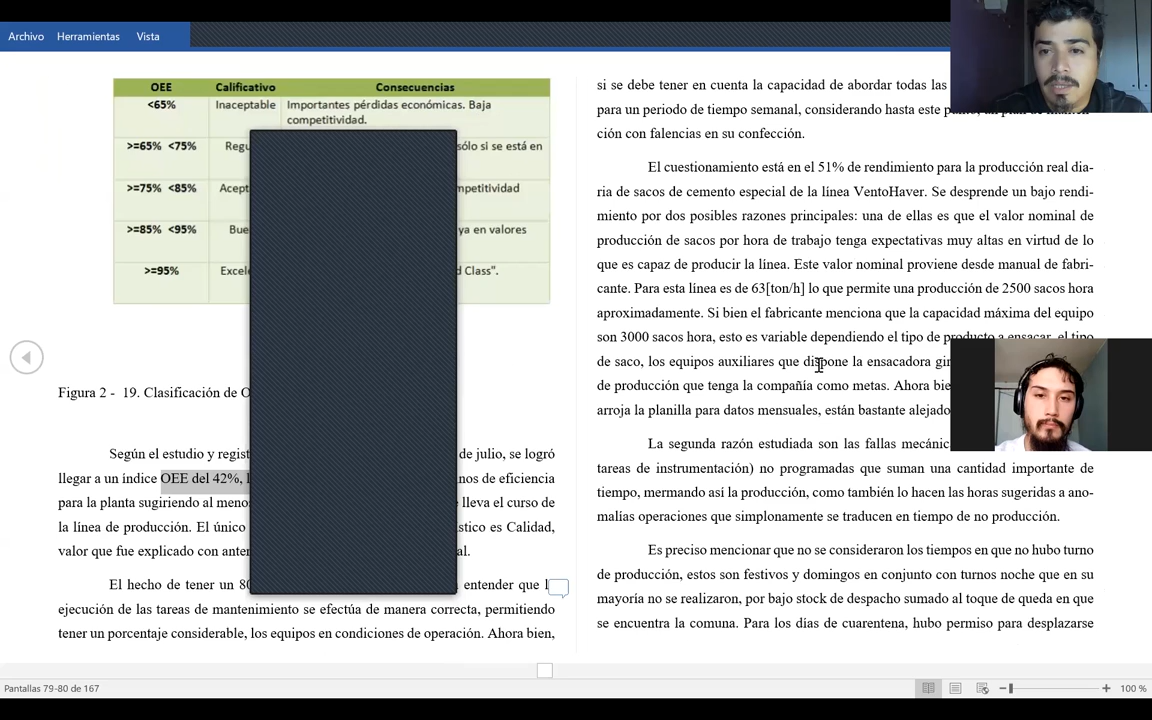 Archivo Herramientas Vista
OEE Calificativo Consecuencias
<65% Inaceptable Importantes pérdidas económicas. Baja
competitividad.
>=65% <75% sólo si se está en
>=75% <85%
>=85% <95% ya en valores
>=95% Class".
Figura 2 - 19. Clasificación de
Según el estudio y de julio, se logró
llegar a un índice OEE del 42%, de eficiencia
para la planta sugiriendo al lleva el curso de
la línea de producción. El único es Calidad,
valor que fue explicado con
El hecho de tener un entender que
ejecución de las tareas de mantenimiento se efectúa de manera correcta, permitiendo
tener un porcentaje considerable, los equipos en condiciones de operación. Ahora bien,
si se debe tener en cuenta la capacidad de abordar todas las
para un periodo de tiempo semanal, considerando hasta este
ción con falencias en su confección.
El cuestionamiento está en el 51% de rendimiento para la producción real dia-
ria de sacos de cemento especial de la línea VentoHaver. Se desprende un bajo rendi-
miento por dos posibles razones principales: una de ellas es que el valor nominal de
producción de sacos por hora de trabajo tenga expectativas muy altas en virtud de lo
que es capaz de producir la línea. Este valor nominal proviene desde manual de fabri-
cante. Para esta línea es de 63[ton/h] lo que permite una producción de 2500 sacos hora
aproximadamente. Si bien el fabricante menciona que la capacidad máxima del equipo
son 3000 sacos hora, esto es variable dependiendo el tipo de producto a ensacar, el tipo
de saco, los equipos auxiliares que dispone la ensacadora
de producción que tenga la compañía como metas. Ahora
arroja la planilla para datos mensuales, están bastante
La segunda razón estudiada son las fallas
tareas de instrumentación) no programadas que suman una cantidad importante de
tiempo, mermando así la producción, como también lo hacen las horas sugeridas a ano-
malías operaciones que simplonamente se traducen en tiempo de no producción.
Es preciso mencionar que no se consideraron los tiempos en que no hubo turno
de producción, estos son festivos y domingos en conjunto con turnos noche que en su
mayoría no se realizaron, por bajo stock de despacho sumado al toque de queda en que
se encuentra la comuna. Para los días de cuarentena, hubo permiso para desplazarse
Pantallas 79-80 de 167
100 %